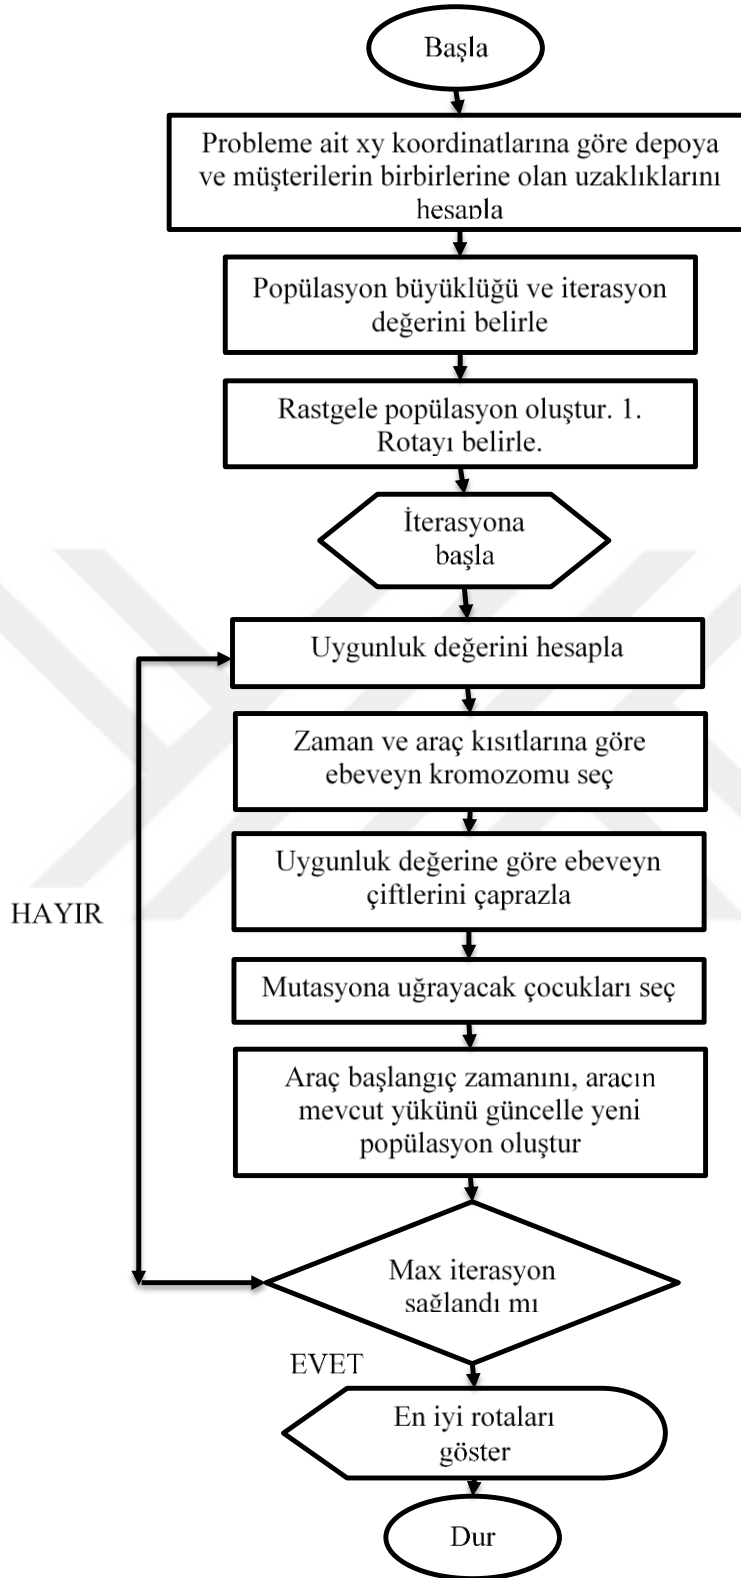 Başla
Probleme ait xy koordinatlarına göre depoya
ve müşterilerin birbirlerine olan uzaklıklarını
hesapla
Popülasyon büyüklüğü ve iterasyon
değerini belirle
Rastgele popülasyon oluştur. 1.
Rotayı belirle.
İterasyona
başla
Uygunluk değerini hesapla
Zaman ve araç kısıtlarına göre
ebeveyn kromozomu seç
Uygunluk değerine göre ebeveyn
çiftlerini çaprazla
HAYIR
Mutasyona uğrayacak çocukları seç
Araç başlangıç zamanını, aracın
mevcut yükünü güncelle yeni
popülasyon oluştur
Max iterasyon
sağlandı mı
EVET
En iyi rotaları
göster
Dur